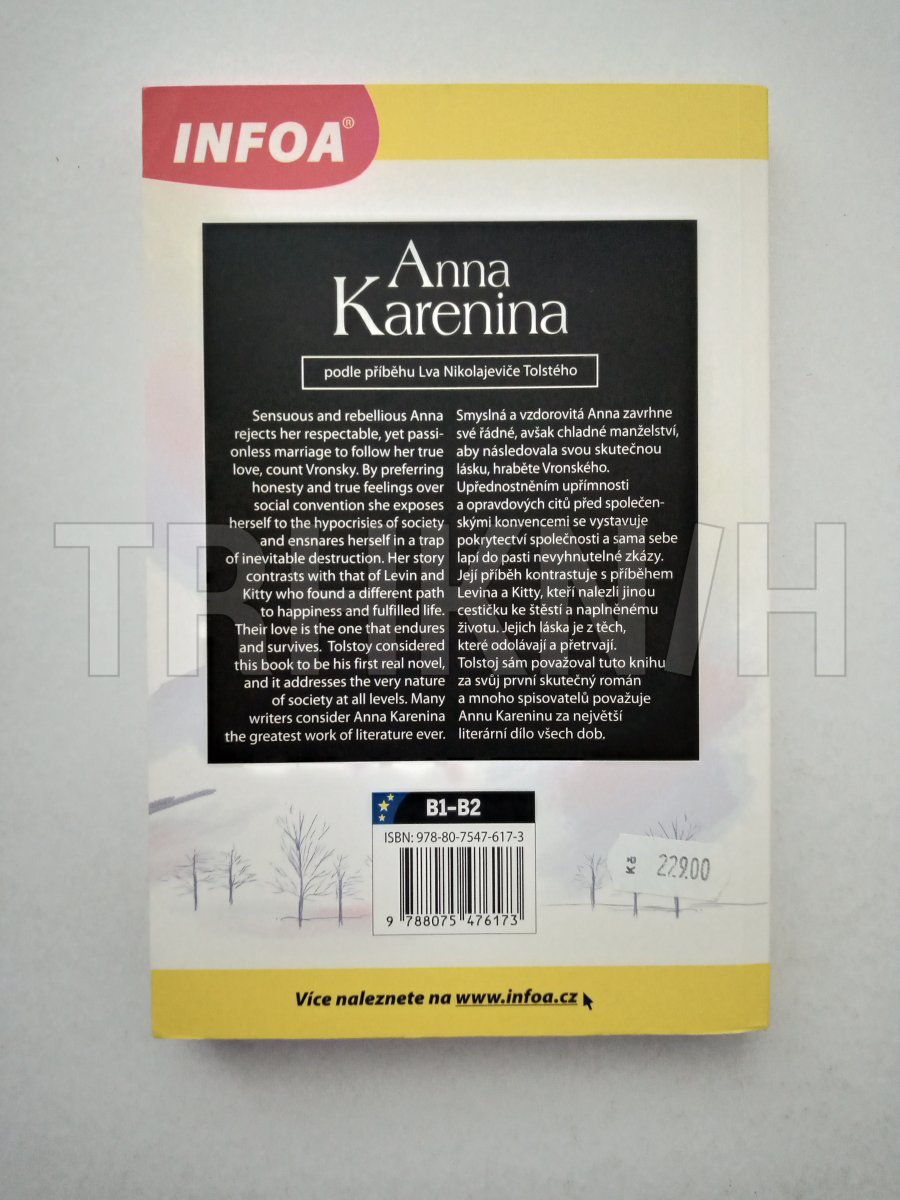 INFOA®
Anna
Karenina
podle příběhu Lva Nikolajeviče Tolstého
Sensuous and rebellious Anna
rejects her respectable, yet passi-
onless marriage to follow her true
love, count Vronsky. By preferring
honesty and true feelings over
social convention she exposes
herself to the hypocrisies of society
and ensnares herself in a trap
of inevitable destruction. Her story
contrasts with that of Levin and
Kitty who found a different path
to happiness and fulfilled life.
Their love is the one that endures
and survives. Tolstoy considered
this book to be his first real novel,
and it addresses the very nature
of society at all levels. Many
writers consider Anna Karenina
the greatest work of literature ever.
Smyslná a vzdorovitá Anna zavrhne
své řádné, avšak chladné manželství,
aby následovala svou skutečnou
lásku, hraběte Vronského.
Upřednostněním upřímnosti
a opravdových citů před společen-
skými konvencemi se vystavuje
pokrytectví společnosti a sama sebe
lapí do pasti nevyhnutelné zkázy.
Její příběh kontrastuje s příběhem
Levina a Kitty, kteří nalezli jinou
cestičku ke štěstí a naplněnému
životu. Jejich láska je z těch,
které odolávají a přetrvají.
Tolstoj sám považoval tuto knihu
za svůj první skutečný román
a mnoho spisovatelů považuje
Annu Kareninu za největší
literární dílo všech dob.
B1–B2
ISBN: 978-80-7547-617-3
9 788075 476173
Kč 229.00
Více naleznete na www.infoa.cz